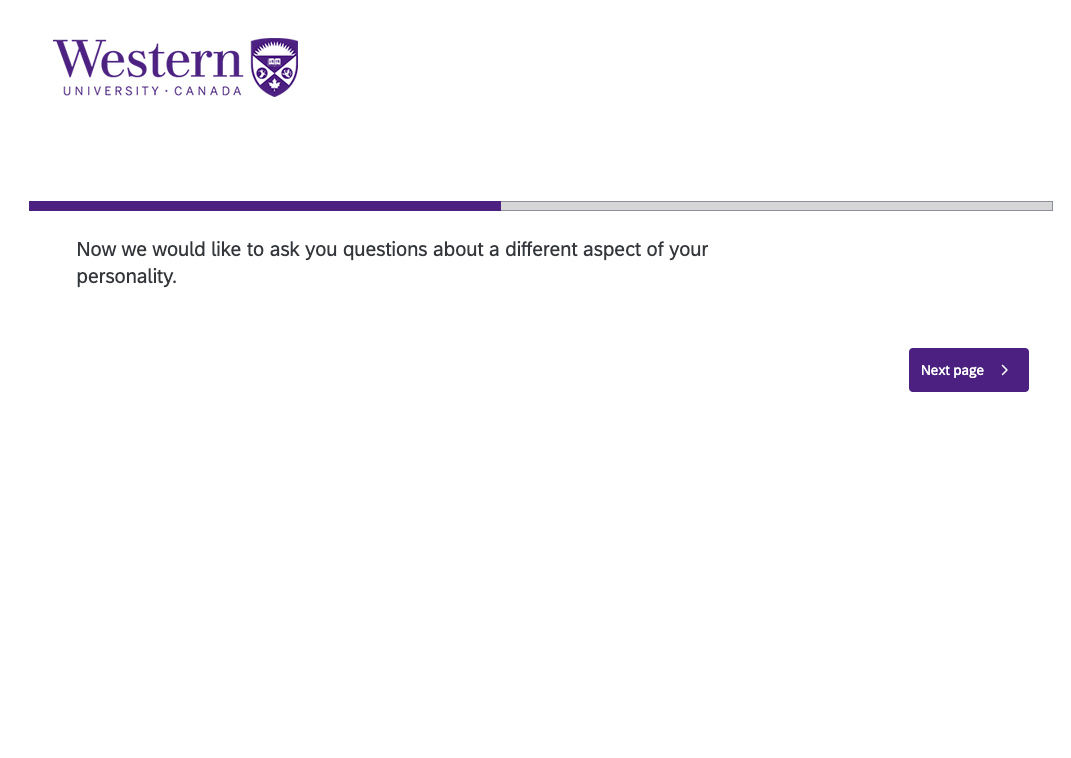 Western
UNIVERSITY · CANADA
Now we would like to ask you questions about a different aspect of your
personality.
Next page